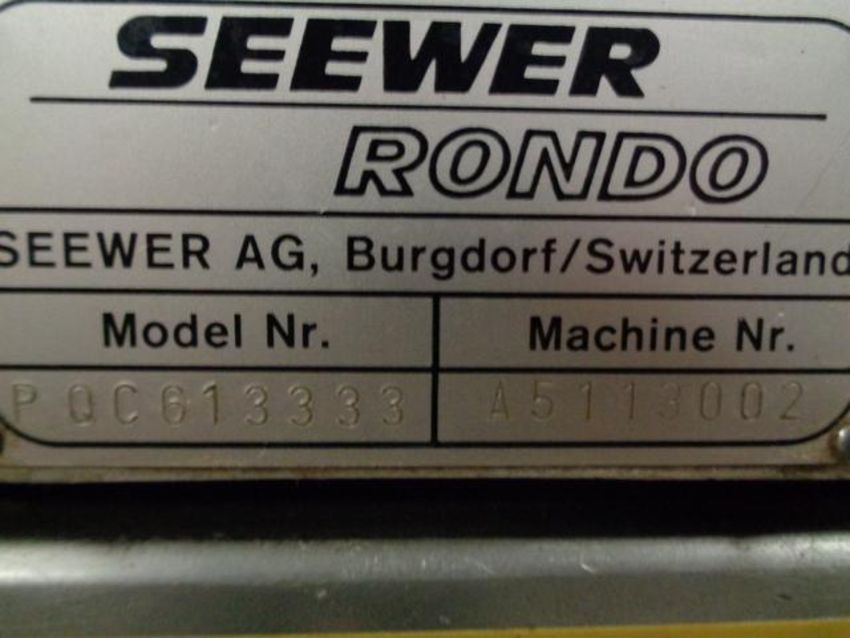 SEEWER
RONDO
SEEWER AG, Burgdorf/Switzerland
Model Nr. Machine Nr.
PQC613333 A5113002